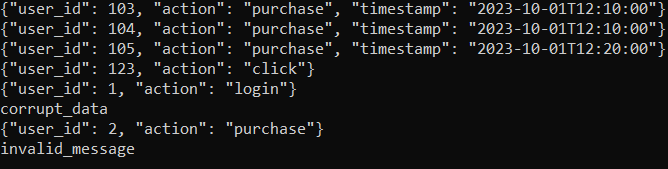 {"user_id": 103, "action": "purchase", "timestamp": "2023-10-01T12:10:00"}
{"user_id": 104, "action": "purchase", "timestamp": "2023-10-01T12:15:00"}
{"user_id": 105, "action": "purchase", "timestamp": "2023-10-01T12:20:00"}
{"user_id": 123, "action": "click"}
{"user_id": 1, "action": "login"}
corrupt_data
{"user_id": 2, "action": "purchase"}
invalid_message